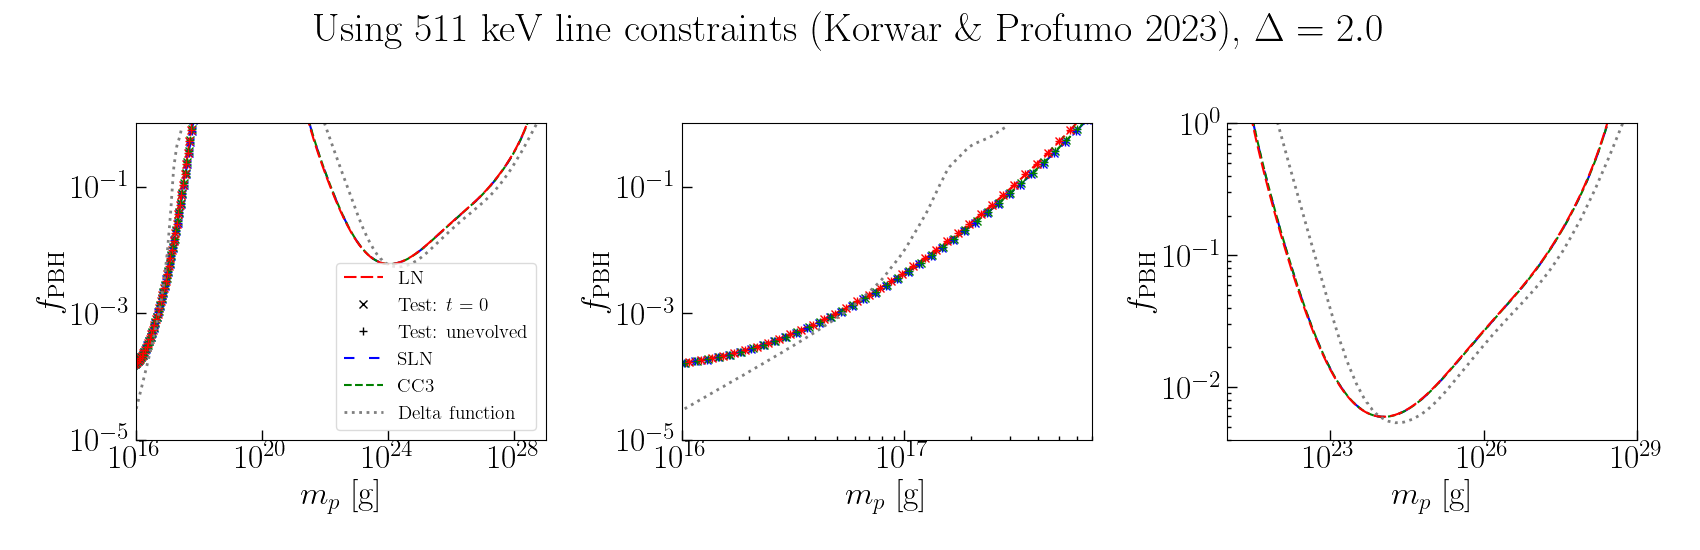 Using 511 keV line constraints (Korwar & Profumo 2023), Δ = 2.0
f_PBH
10^-1
10^-3
10^-5
10^16 10^20 10^24 10^28
m_p [g]
LN
Test: t = 0
Test: unevolved
SLN
CC3
Delta function
f_PBH
10^-1
10^-3
10^-5
10^16 10^17
m_p [g]
f_PBH
10^0
10^-1
10^-2
10^23 10^26 10^29
m_p [g]